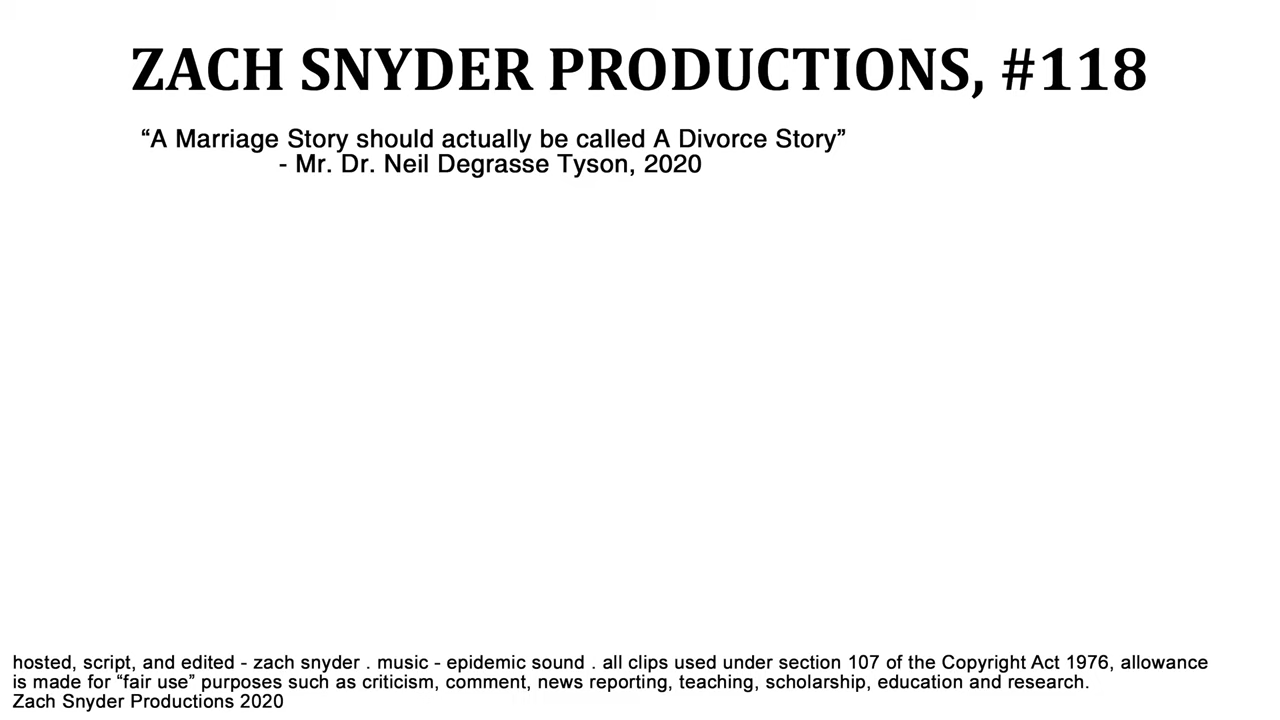 ZACH SNYDER PRODUCTIONS, #118
“A Marriage Story should actually be called A Divorce Story”
- Mr. Dr. Neil Degrasse Tyson, 2020
hosted, script, and edited - zach snyder . music - epidemic sound . all clips used under section 107 of the Copyright Act 1976, allowance
is made for “fair use” purposes such as criticism, comment, news reporting, teaching, scholarship, education and research.
Zach Snyder Productions 2020